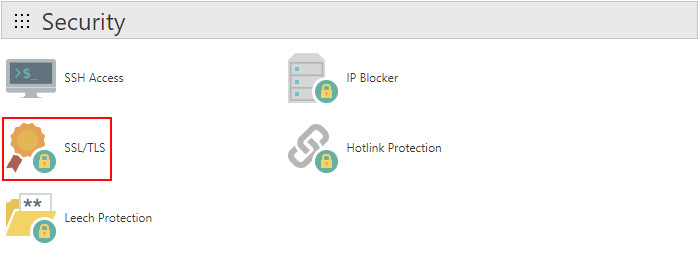 Security
>$_
SSH Access
IP Blocker
SSL/TLS
Hotlink Protection
**
Leech Protection